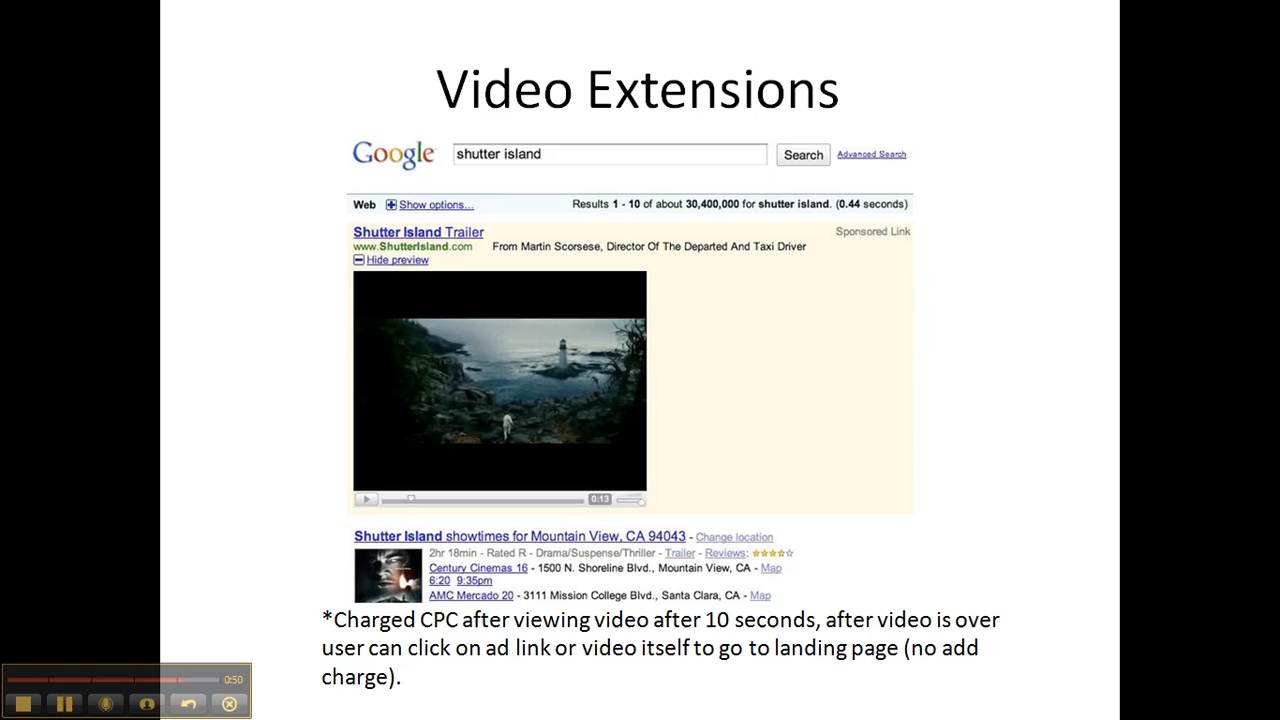 Video Extensions
Google shutter island Search Advanced Search
Web Show options... Results 1 - 10 of about 30,400,000 for shutter island. (0.44 seconds)
Shutter Island Trailer Sponsored Link
www.ShutterIsland.com From Martin Scorsese, Director Of The Departed And Taxi Driver
Hide preview
0:13
Shutter Island showtimes for Mountain View, CA 94043 - Change location
2hr 18min - Rated R - Drama/Suspense/Thriller - Trailer - Reviews:
Century Cinemas 16 - 1500 N. Shoreline Blvd., Mountain View, CA - Map
6:20 9:35pm
AMC Mercado 20 - 3111 Mission College Blvd., Santa Clara, CA - Map
*Charged CPC after viewing video after 10 seconds, after video is over
user can click on ad link or video itself to go to landing page (no add
charge).
0:50